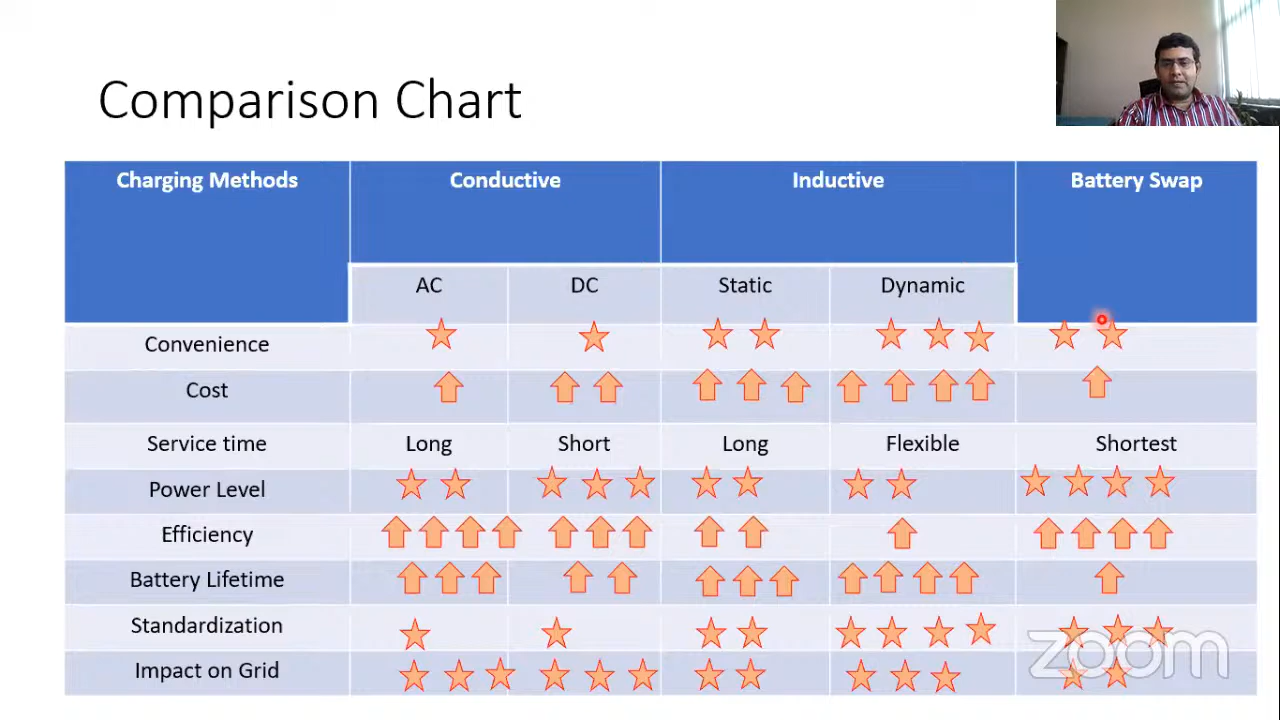 Comparison Chart
Charging Methods Conductive Inductive Battery Swap
AC DC Static Dynamic
Convenience
Cost
Service time Long Short Long Flexible Shortest
Power Level
Efficiency
Battery Lifetime
Standardization
Impact on Grid
zoom